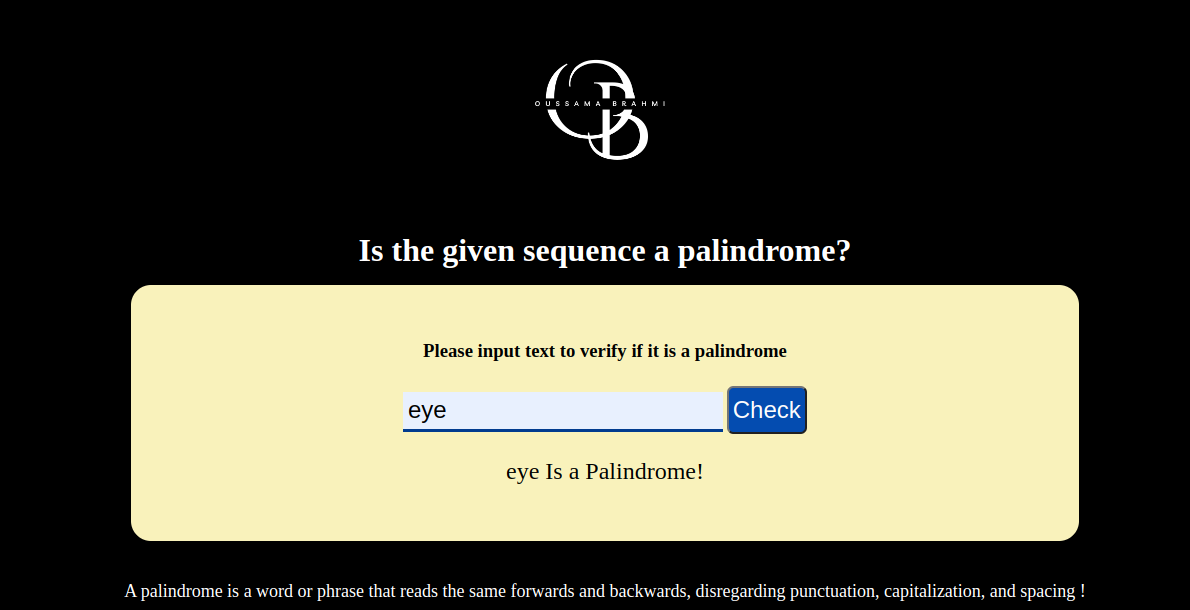 OUSSAMA BRAHMI
Is the given sequence a palindrome?
Please input text to verify if it is a palindrome
eye Check
eye Is a Palindrome!
A palindrome is a word or phrase that reads the same forwards and backwards, disregarding punctuation, capitalization, and spacing !